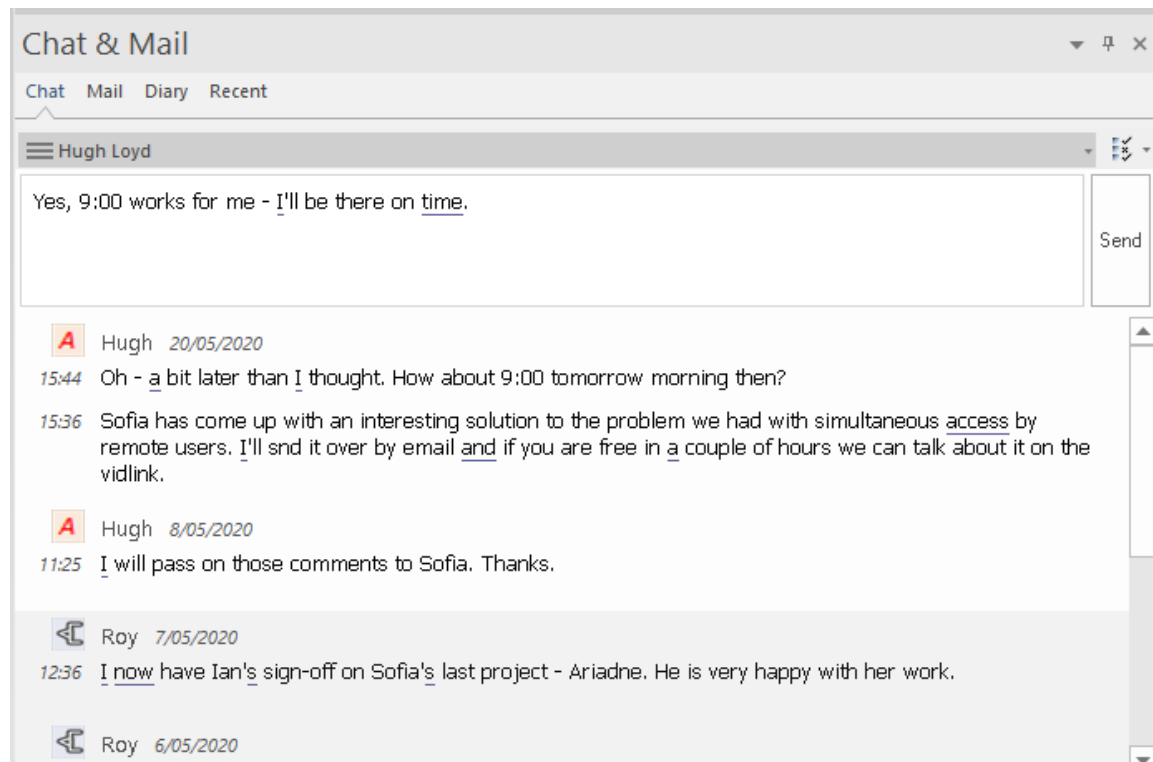 Chat & Mail
Chat Mail Diary Recent
Hugh Loyd
Yes, 9:00 works for me - I'll be there on time.
Send
A Hugh 20/05/2020
15:44 Oh - a bit later than I thought. How about 9:00 tomorrow morning then?
15:36 Sofia has come up with an interesting solution to the problem we had with simultaneous access by
remote users. I'll snd it over by email and if you are free in a couple of hours we can talk about it on the
vidlink.
A Hugh 8/05/2020
11:25 I will pass on those comments to Sofia. Thanks.
Roy 7/05/2020
12:36 I now have Ian's sign-off on Sofia's last project - Ariadne. He is very happy with her work.
Roy 6/05/2020